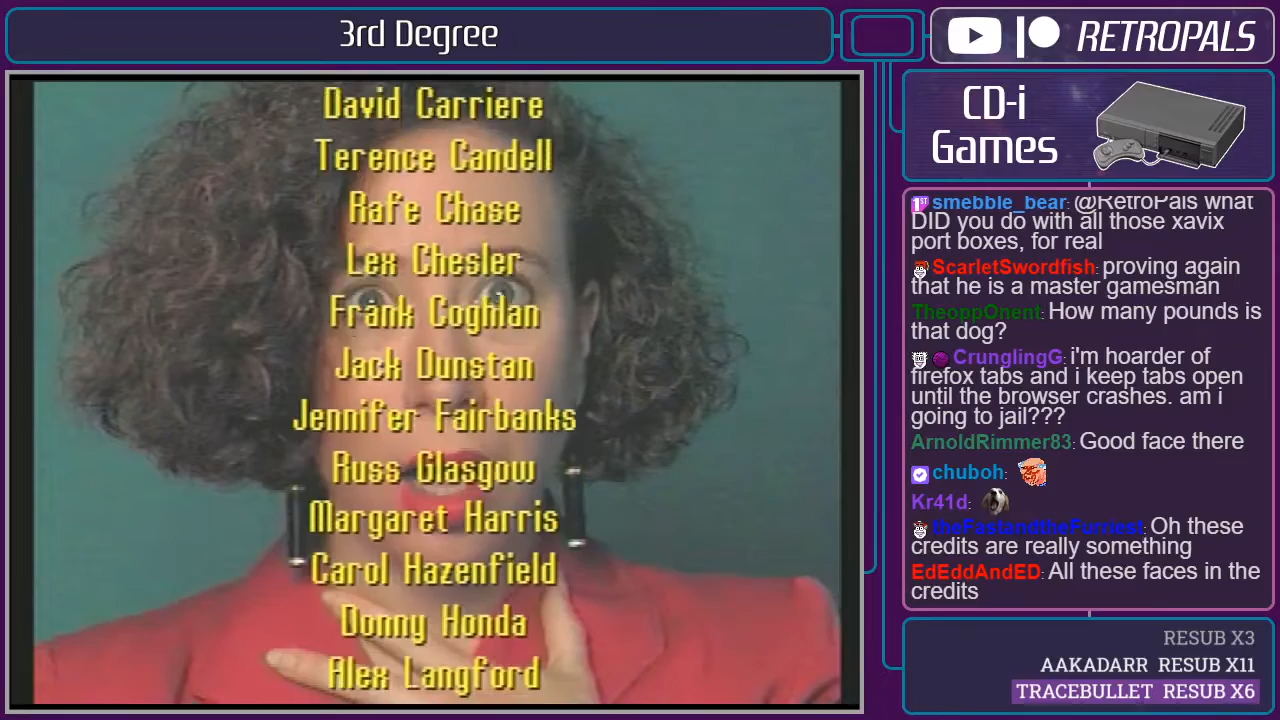 3rd Degree
RETROPALS
David Carriere
Terence Candell
Rafe Chase
Lex Chesler
Frank Coghlan
Jack Dunstan
Jennifer Fairbanks
Russ Glasgow
Margaret Harris
Carol Hazenfield
Donny Honda
Alex Langford
CD-i
Games
1ST smebble_bear: @RetroPals what
DID you do with all those xavix
port boxes, for real
ScarletSwordfish: proving again
that he is a master gamesman
TheoppOnent: How many pounds is
that dog?
CrunglingG: i'm hoarder of
firefox tabs and i keep tabs open
until the browser crashes. am i
going to jail???
ArnoldRimmer83: Good face there
chuboh:
Kr41d:
theFastandtheFurriest: Oh these
credits are really something
EdEddAndED: All these faces in the
credits
RESUB X3
AAKADARR RESUB X11
TRACEBULLET RESUB X6